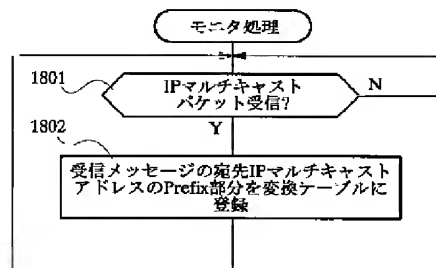 モニタ処理
1801
IPマルチキャスト
パケット受信?
N
Y
1802
受信メッセージの宛先IPマルチキャスト
アドレスのPrefix部分を変換テーブルに
登録